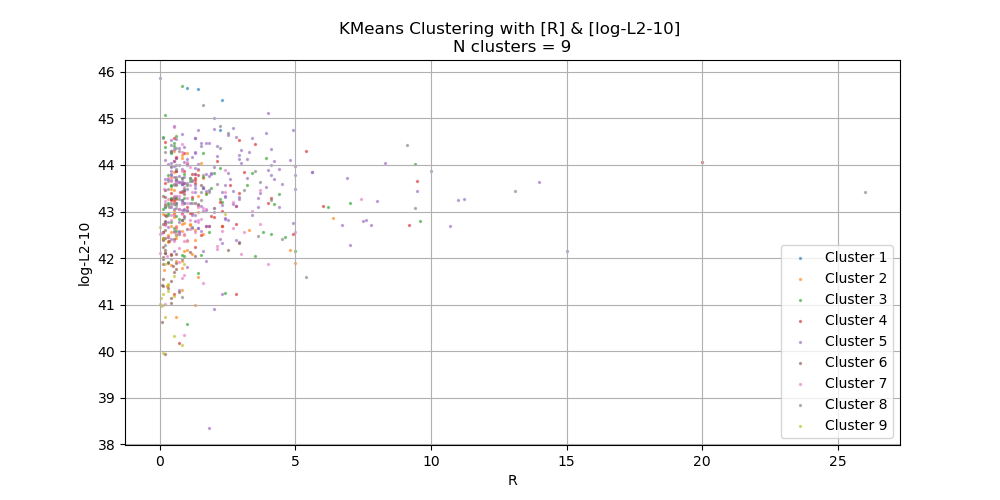 KMeans Clustering with [R] & [log-L2-10]
N clusters = 9
46
45
44
43
42
41
40
39
38
log-L2-10
0
5
10
15
20
25
R
Cluster 1
Cluster 2
Cluster 3
Cluster 4
Cluster 5
Cluster 6
Cluster 7
Cluster 8
Cluster 9